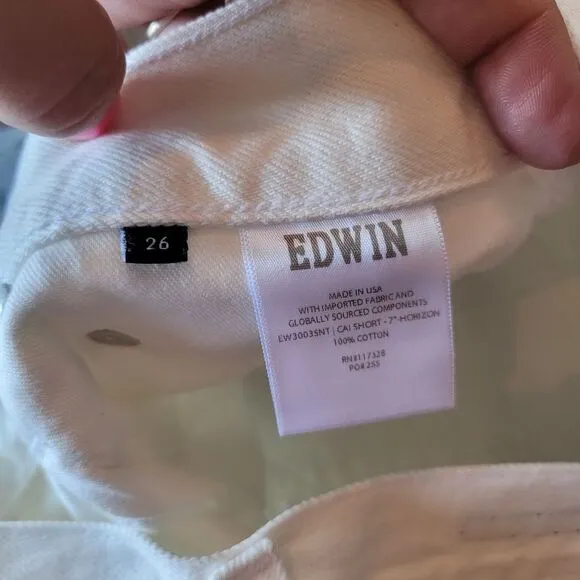 26
EDWIN
MADE IN USA
WITH IMPORTED FABRIC AND
GLOBALLY SOURCED COMPONENTS
EW3003SNT | CAI SHORT - 7" - HORIZON
100% COTTON
RN#117328
PO# 255